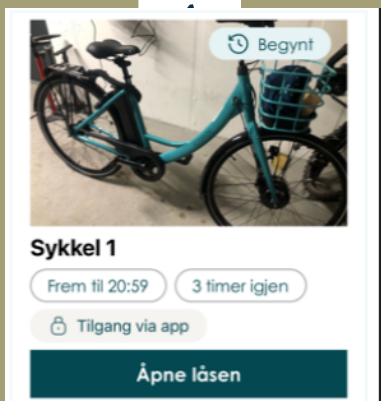 Begynt
Sykkel 1
Frem til 20:59
3 timer igjen
Tilgang via app
Åpne låsen